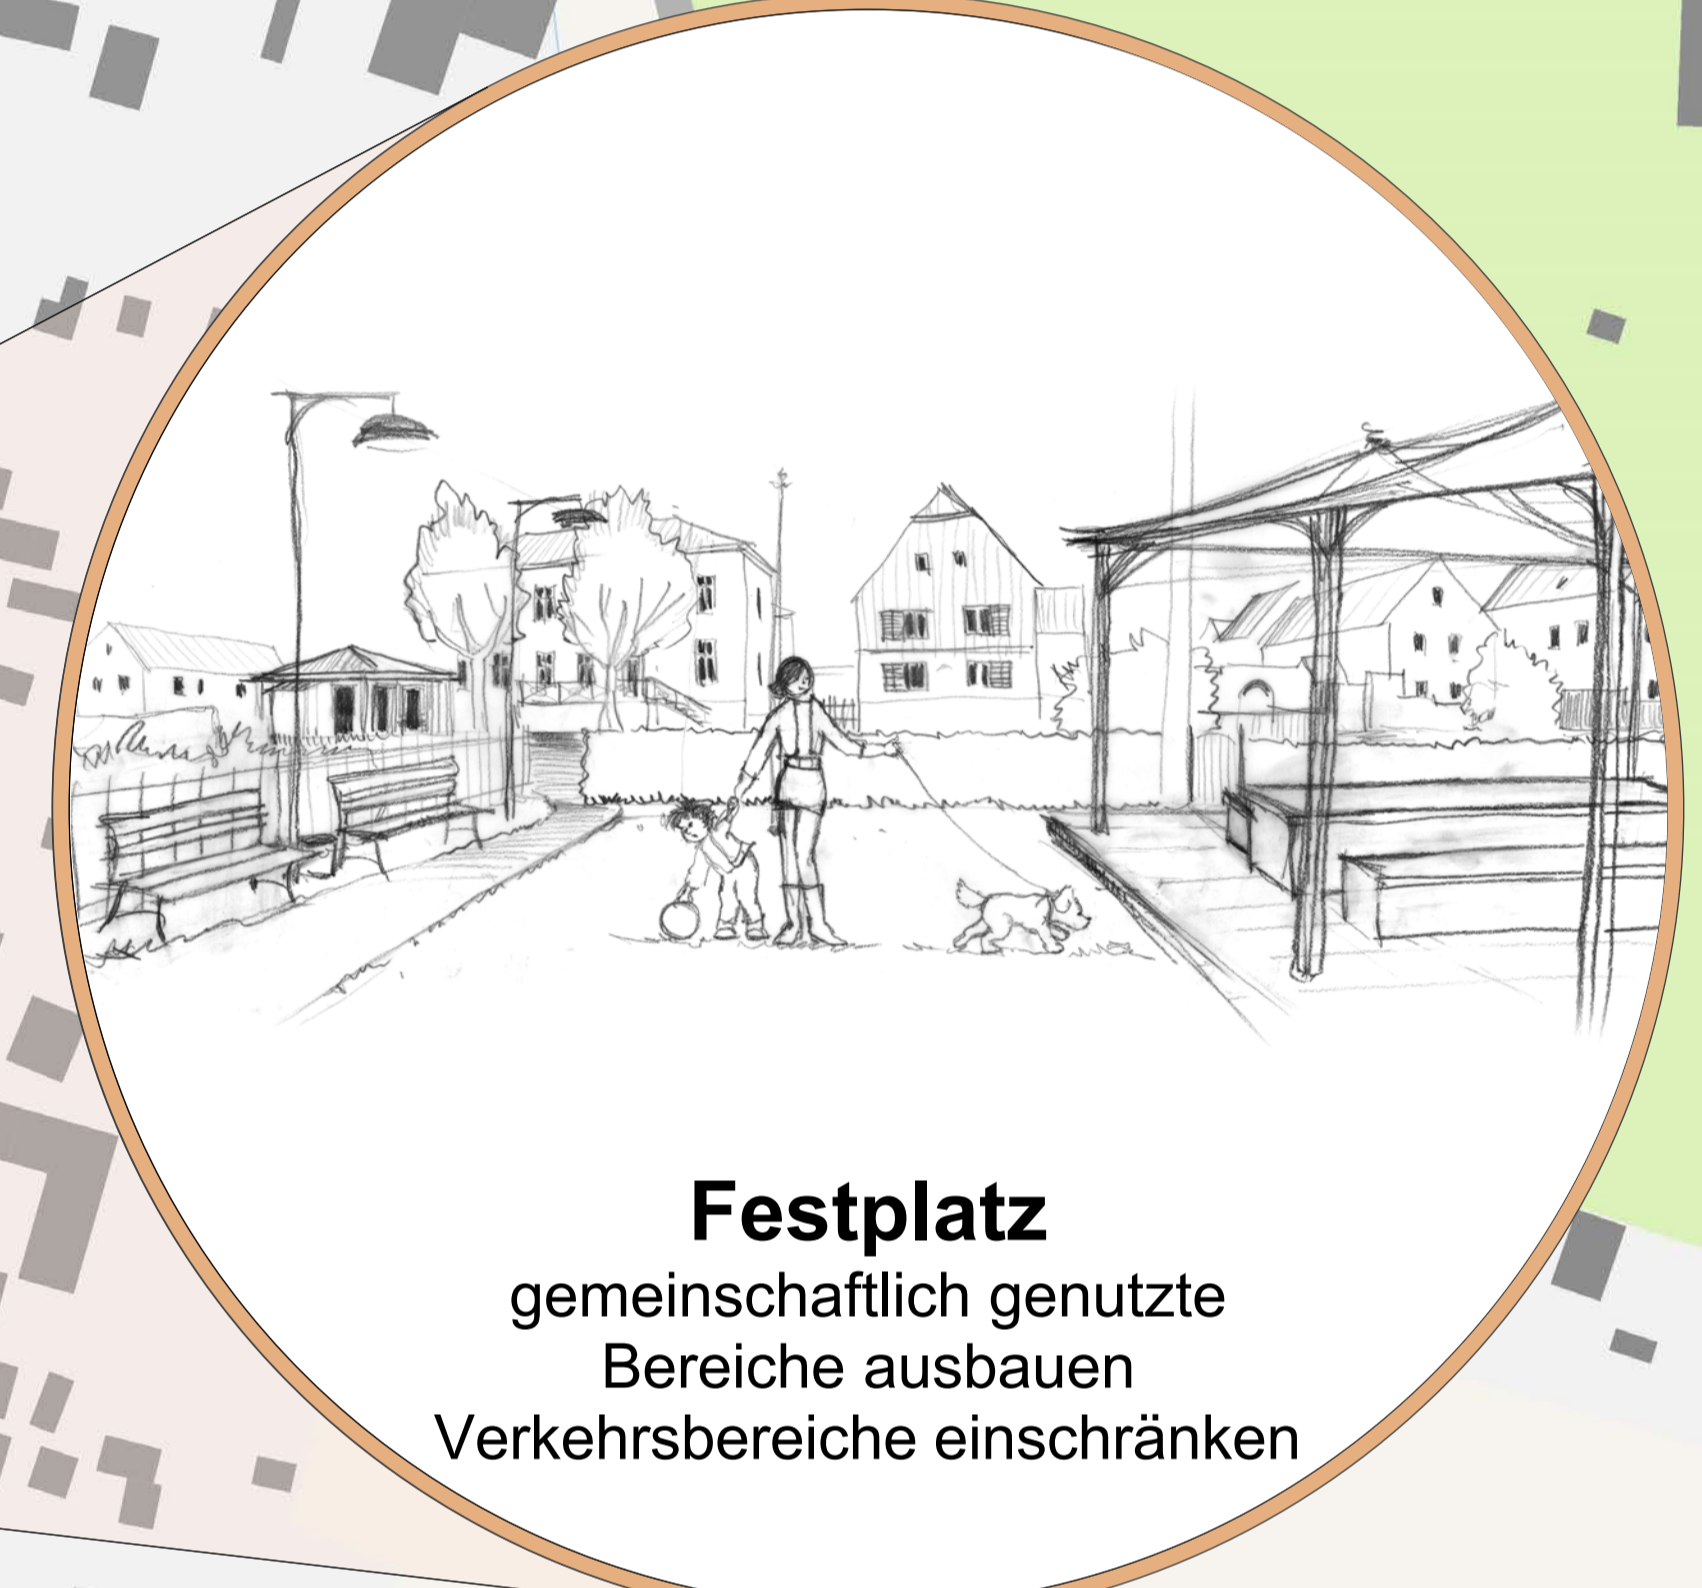 Festplatz
gemeinschaftlich genutzte
Bereiche ausbauen
Verkehrsbereiche einschränken